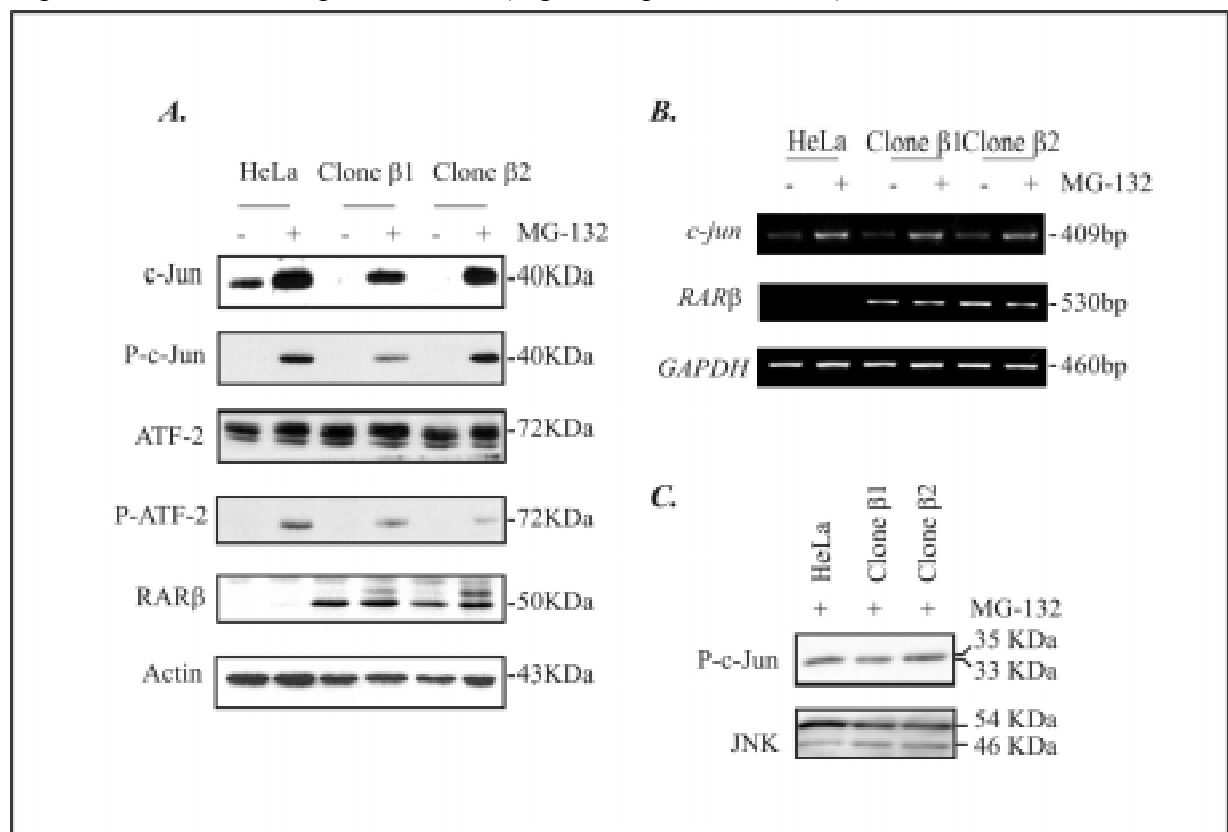 A.
HeLa Clone β1 Clone β2
- + - + - + MG-132
c-Jun -40KDa
P-c-Jun -40KDa
ATF-2 -72KDa
P-ATF-2 -72KDa
RARβ -50KDa
Actin -43KDa
B.
HeLa Clone β1 Clone β2
- + - + - + MG-132
c-jun -409bp
RARβ -530bp
GAPDH -460bp
C.
HeLa Clone β1 Clone β2
+ + + MG-132
P-c-Jun 35 KDa
33 KDa
JNK 54 KDa
46 KDa